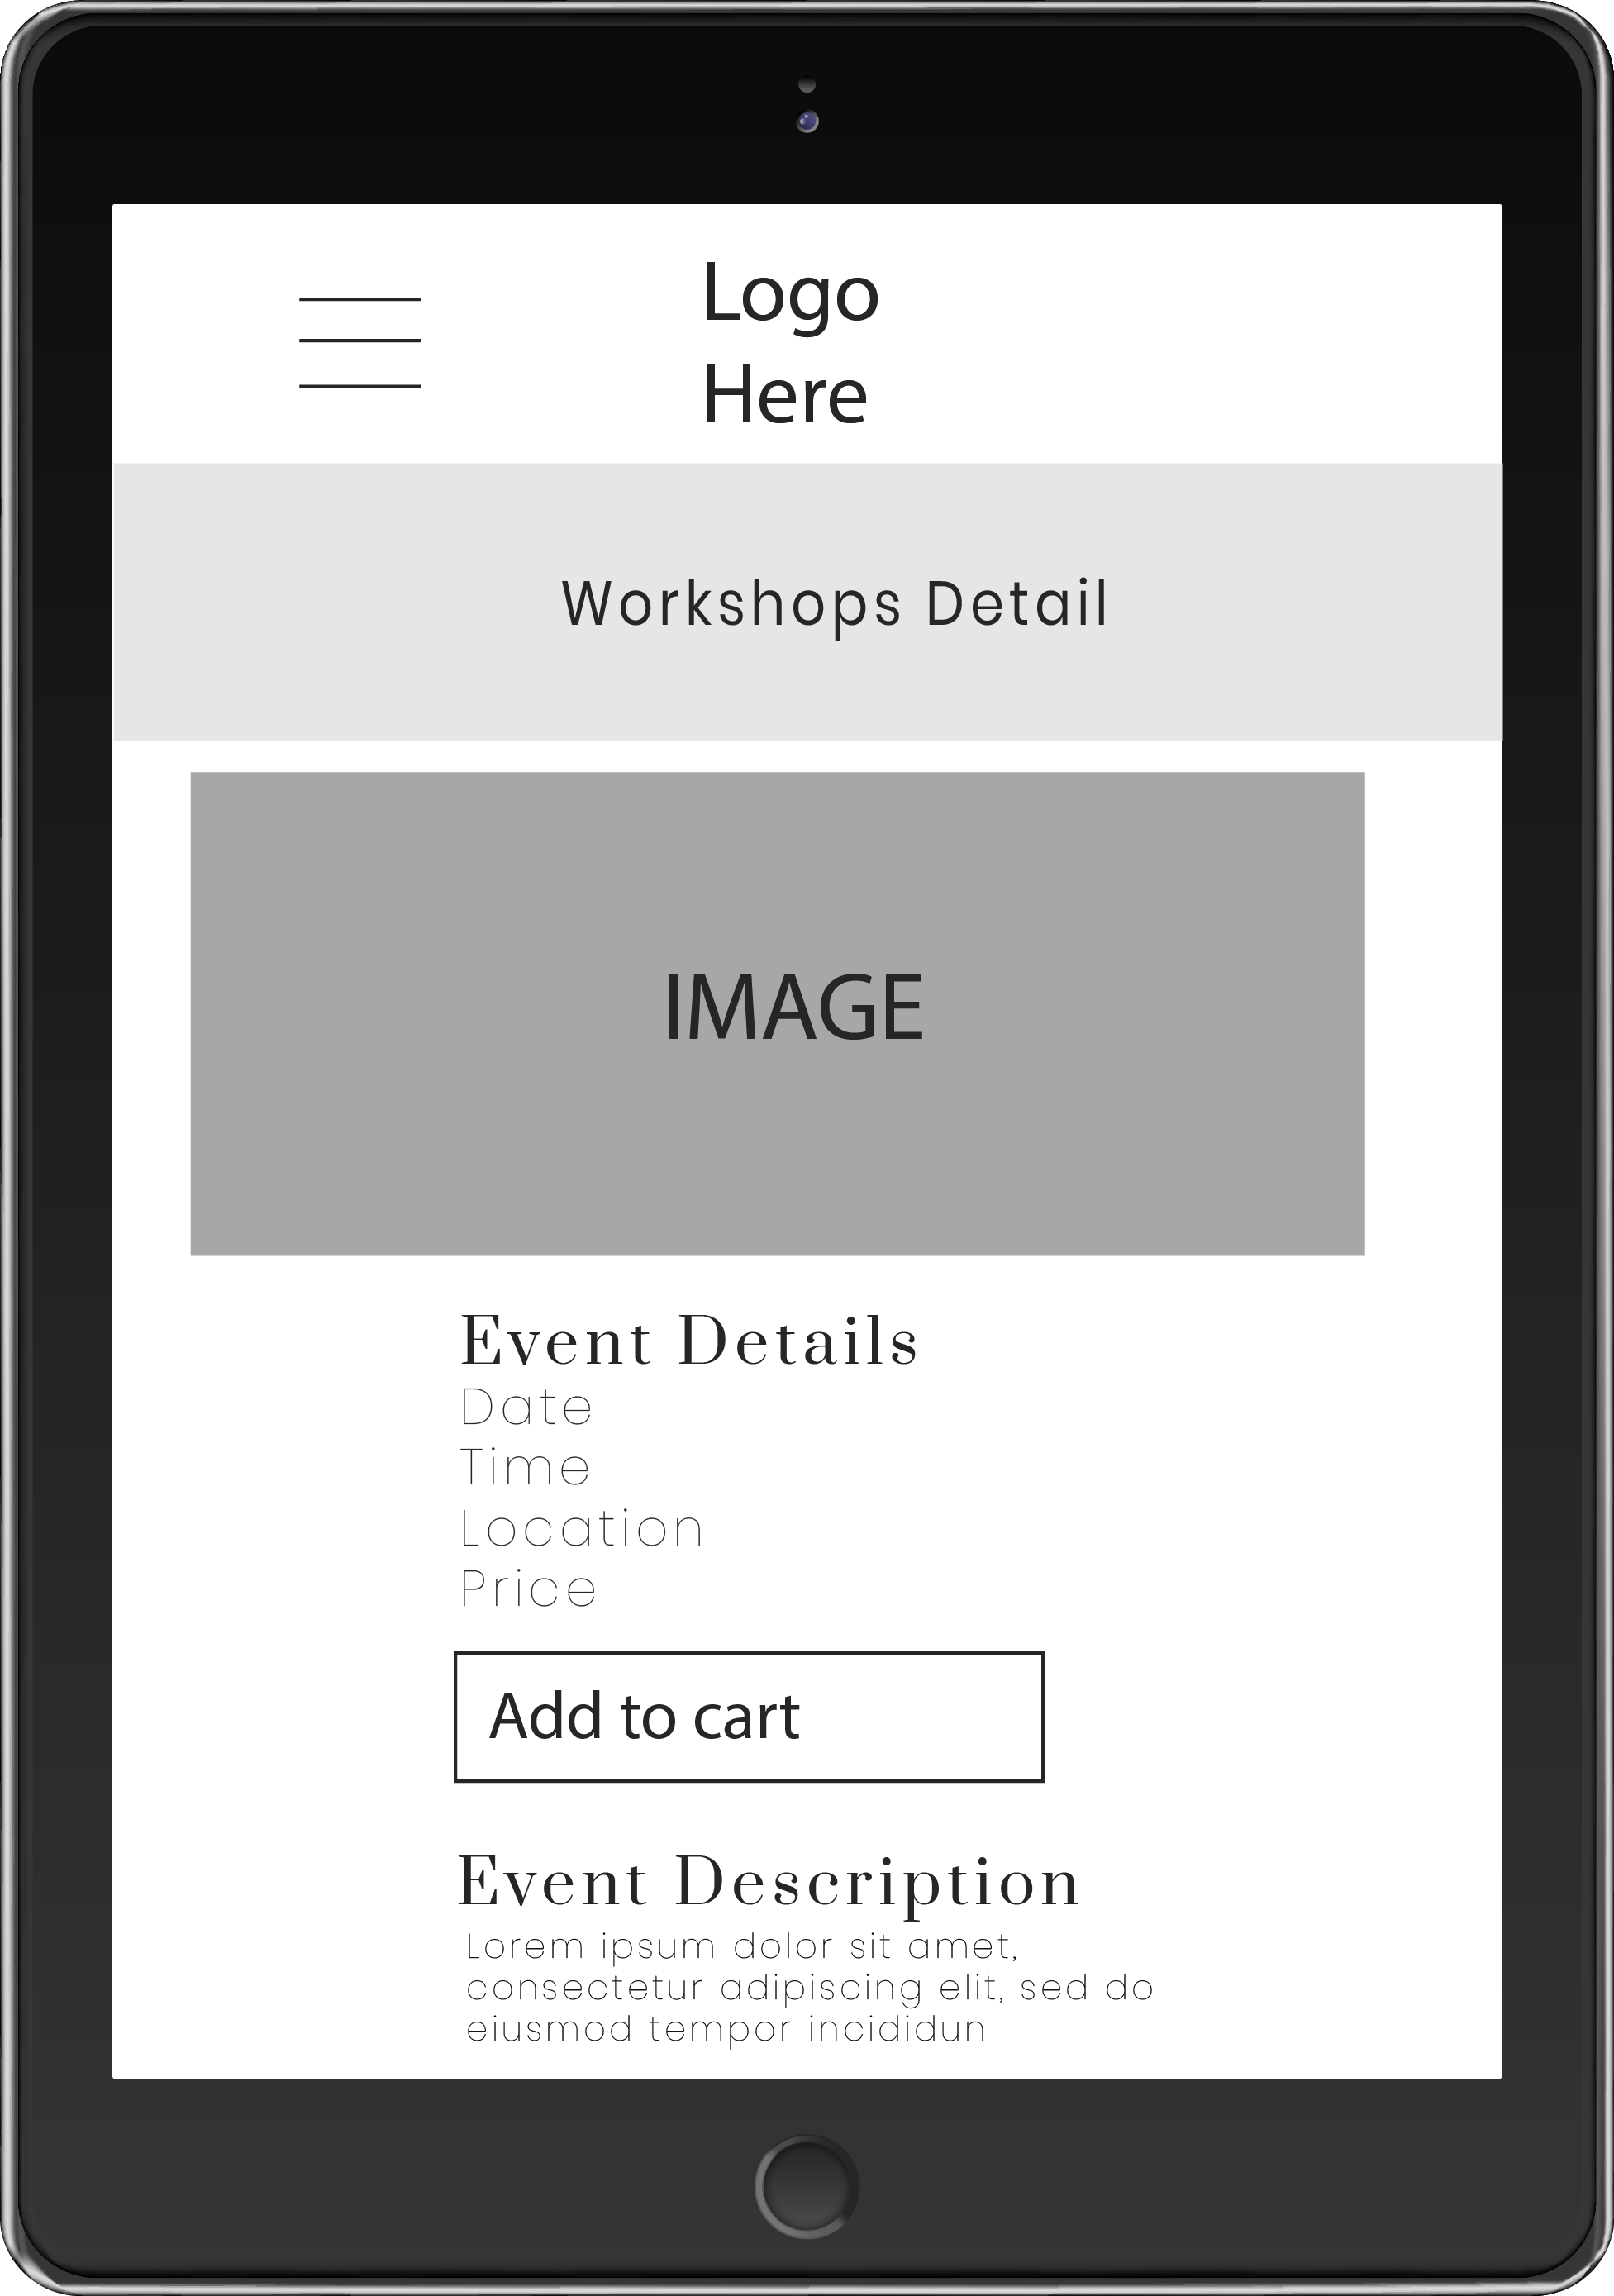 Logo
Here
Workshops Detail
IMAGE
Event Details
Date
Time
Location
Price
Add to cart
Event Description
Lorem ipsum dolor sit amet,
consectetur adipiscing elit, sed do
eiusmod tempor incididun